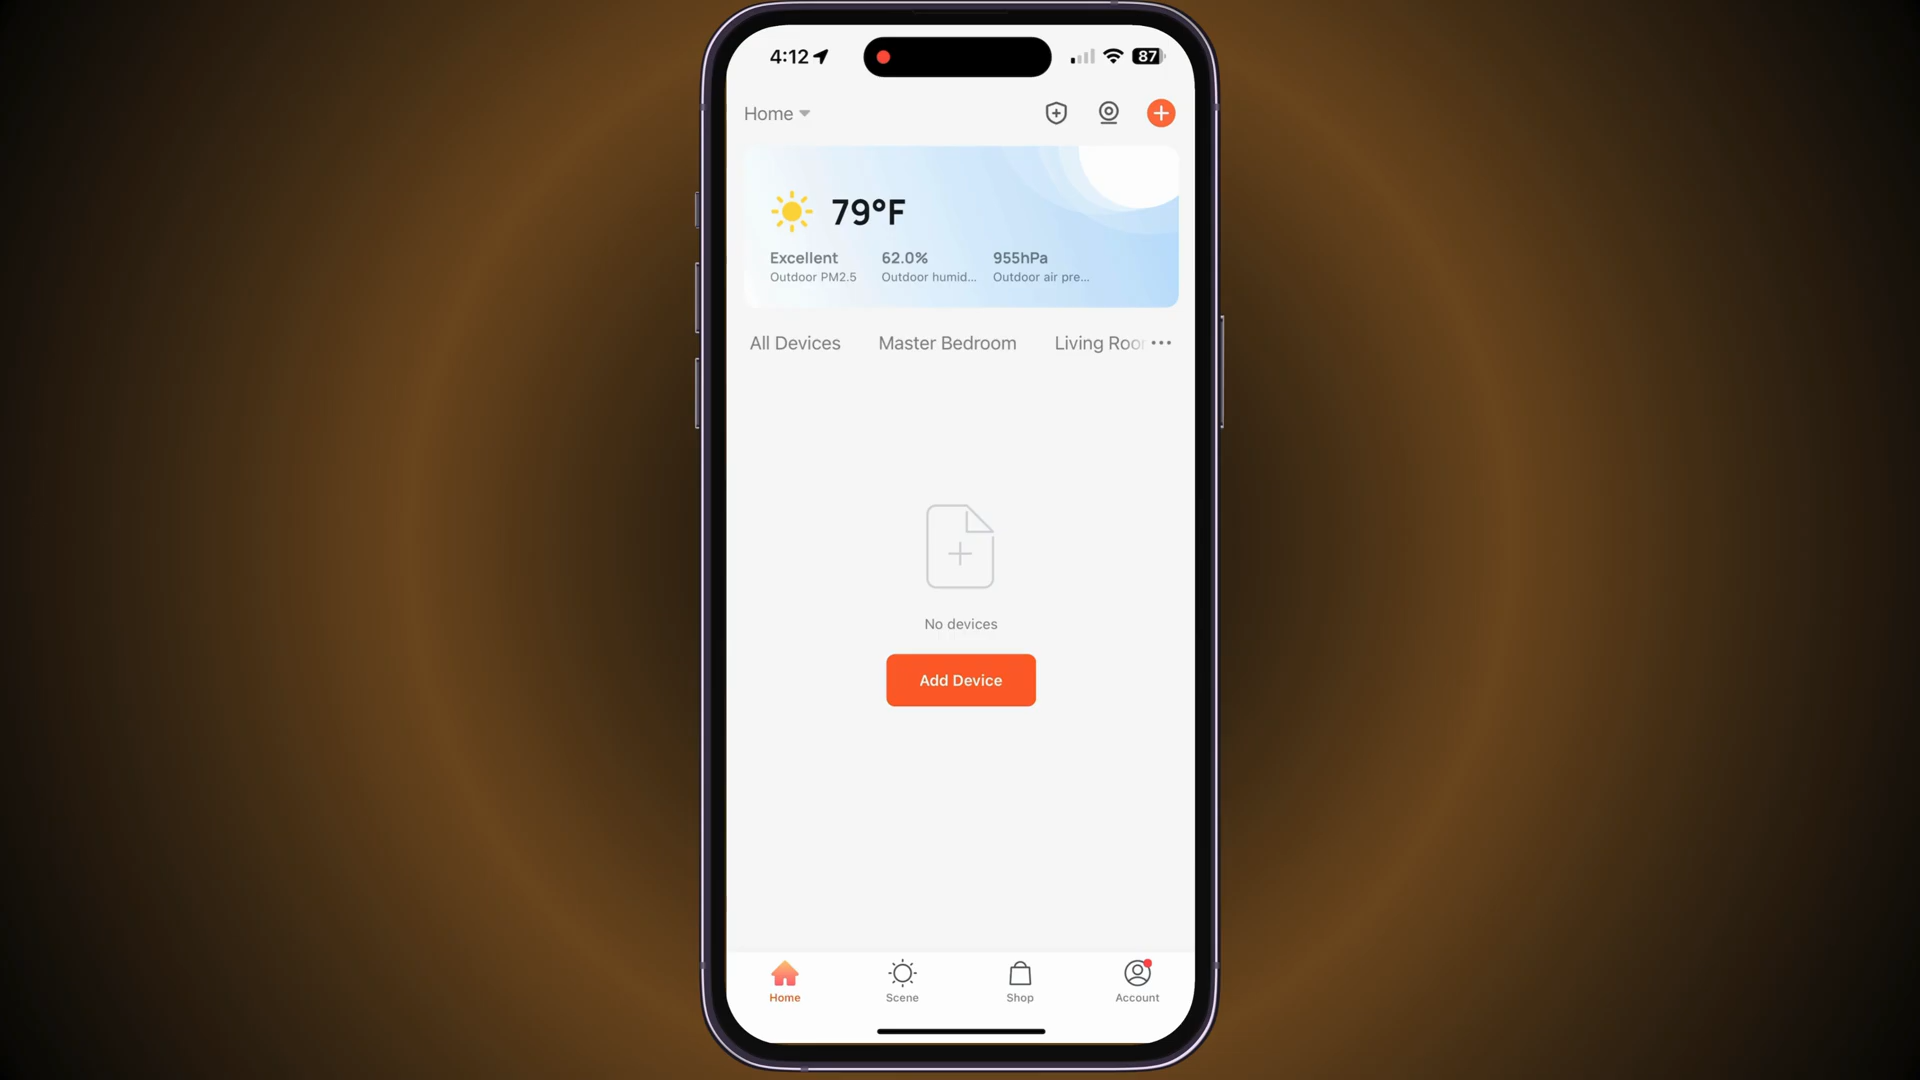 4:12
87
Home
79°F
Excellent 62.0% 955hPa
Outdoor PM2.5 Outdoor humid... Outdoor air pre...
All Devices Master Bedroom Living Roo
No devices
Add Device
Home Scene Shop Account